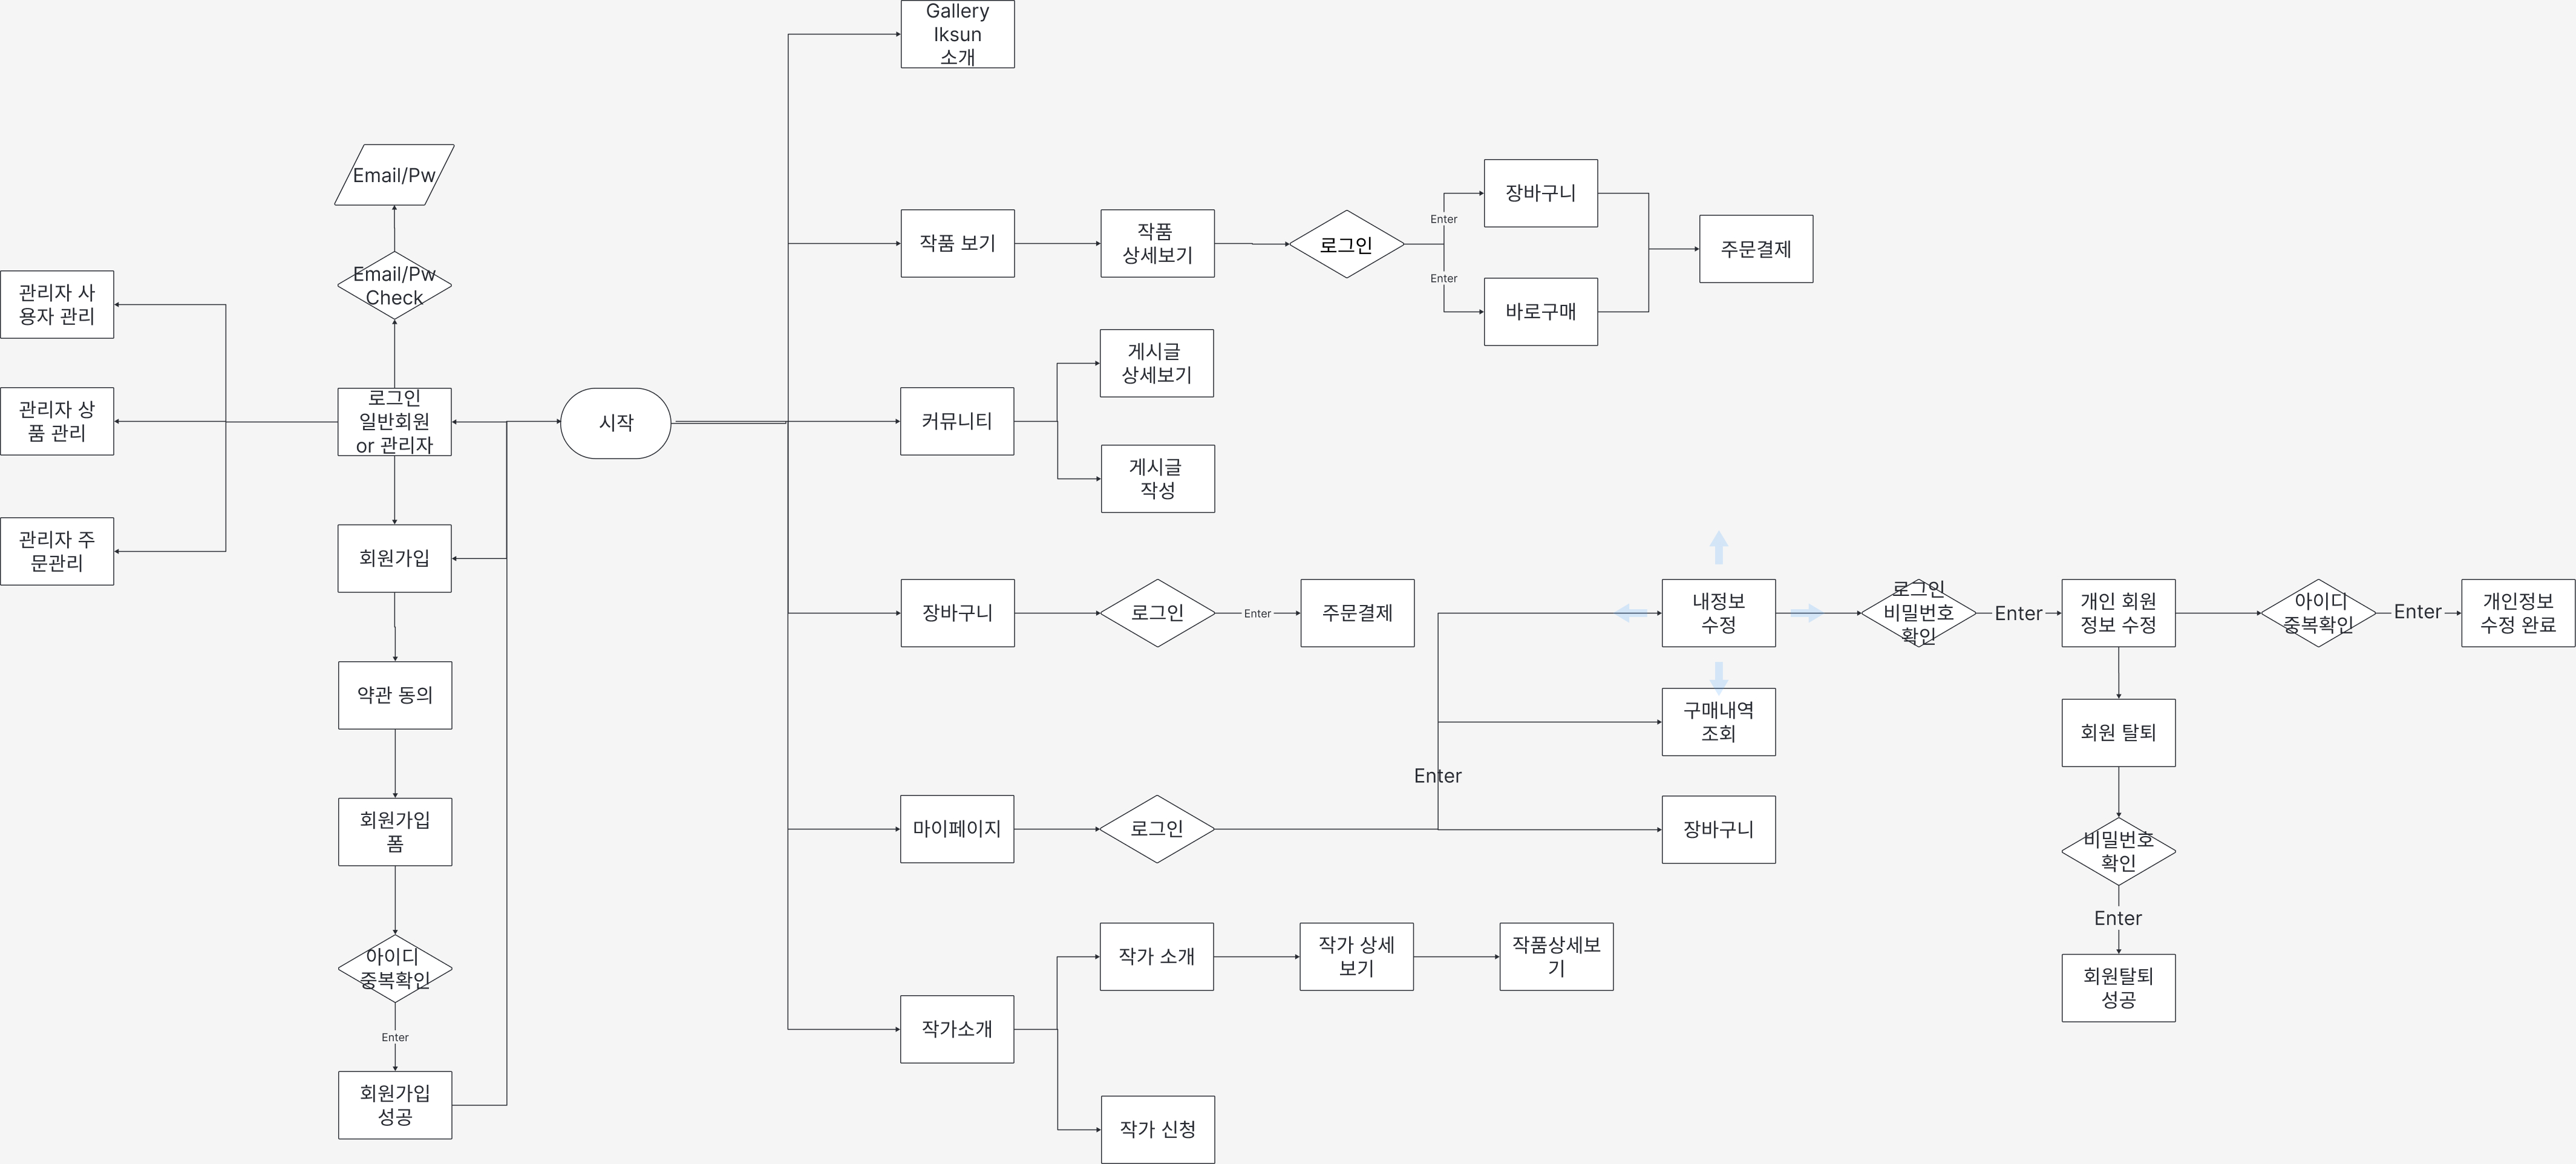 Gallery
Iksun
소개
Email/Pw
Email/Pw
Check
관리자 사
용자 관리
관리자 상
품 관리
관리자 주
문관리
로그인
일반회원
or 관리자
시작
회원가입
약관 동의
회원가입
폼
아이디
중복확인
Enter
회원가입
성공
작품 보기
작품
상세보기
로그인
Enter
Enter
장바구니
바로구매
주문결제
커뮤니티
게시글
상세보기
게시글
작성
장바구니
로그인
Enter
주문결제
마이페이지
로그인
Enter
내정보
수정
구매내역
조회
장바구니
로그인
비밀번호
확인
Enter
개인 회원
정보 수정
아이디
중복확인
Enter
개인정보
수정 완료
회원 탈퇴
비밀번호
확인
Enter
회원탈퇴
성공
작가소개
작가 소개
작가 상세
보기
작품상세보
기
작가 신청